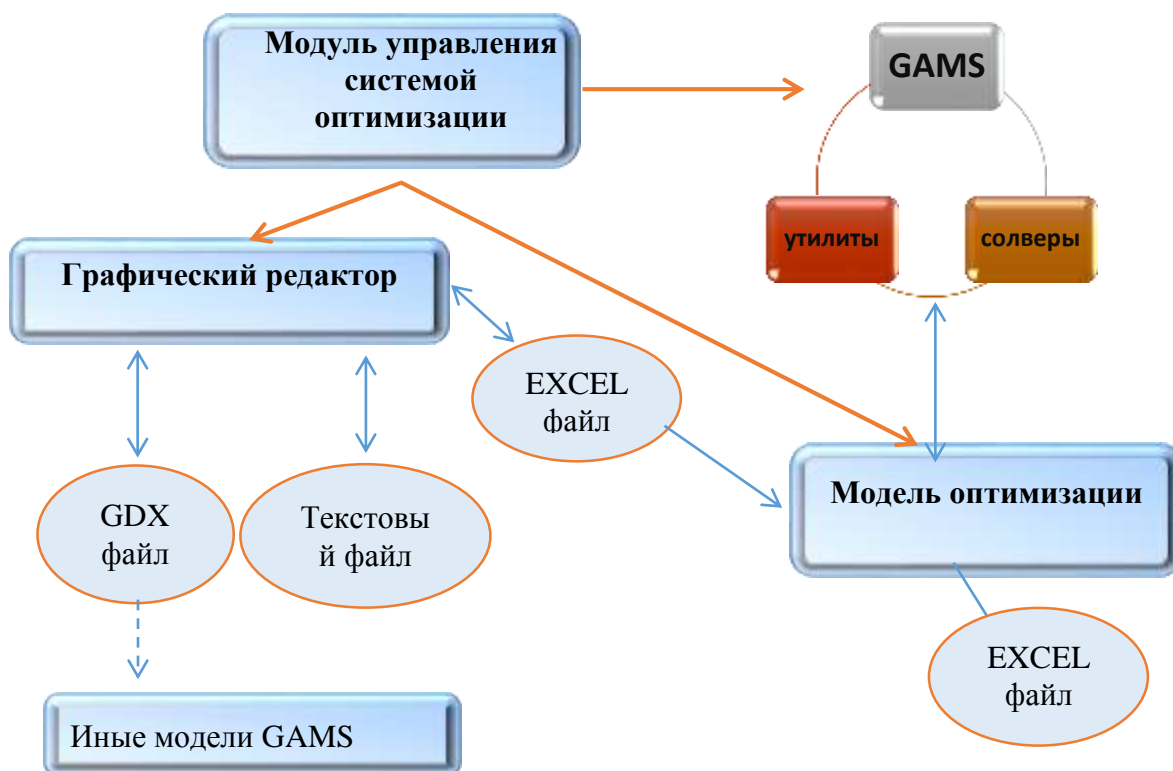 Модуль управления
системой
оптимизации
GAMS
утилиты
солверы
Графический редактор
EXCEL
файл
Модель оптимизации
GDX
файл
Текстовы
й файл
EXCEL
файл
Иные модели GAMS